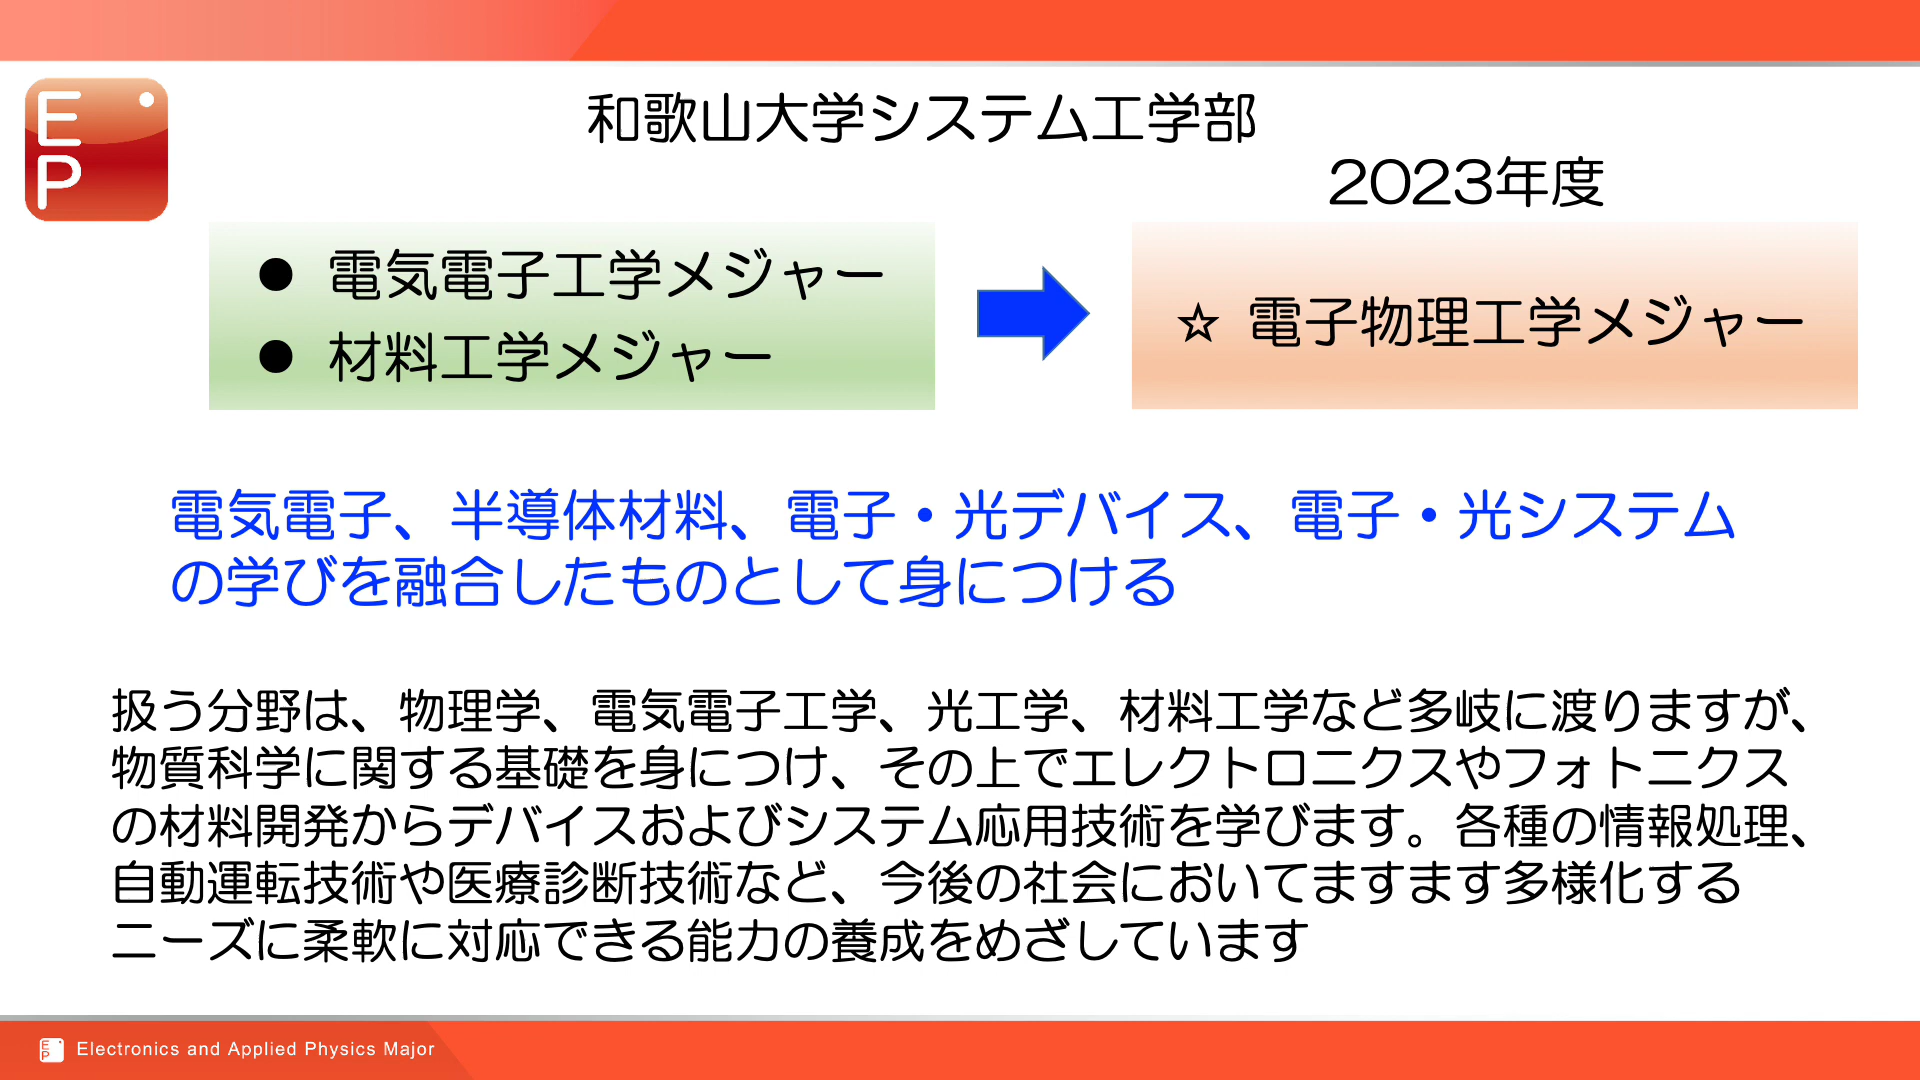 E
P
和歌山大学システム工学部
2023年度
● 電気電子工学メジャー
● 材料工学メジャー
☆ 電子物理工学メジャー
電気電子、半導体材料、電子・光デバイス、電子・光システム
の学びを融合したものとして身につける
扱う分野は、物理学、電気電子工学、光工学、材料工学など多岐に渡りますが、
物質科学に関する基礎を身につけ、その上でエレクトロニクスやフォトニクス
の材料開発からデバイスおよびシステム応用技術を学びます。各種の情報処理、
自動運転技術や医療診断技術など、今後の社会においてますます多様化する
ニーズに柔軟に対応できる能力の養成をめざしています
E
P
Electronics and Applied Physics Major